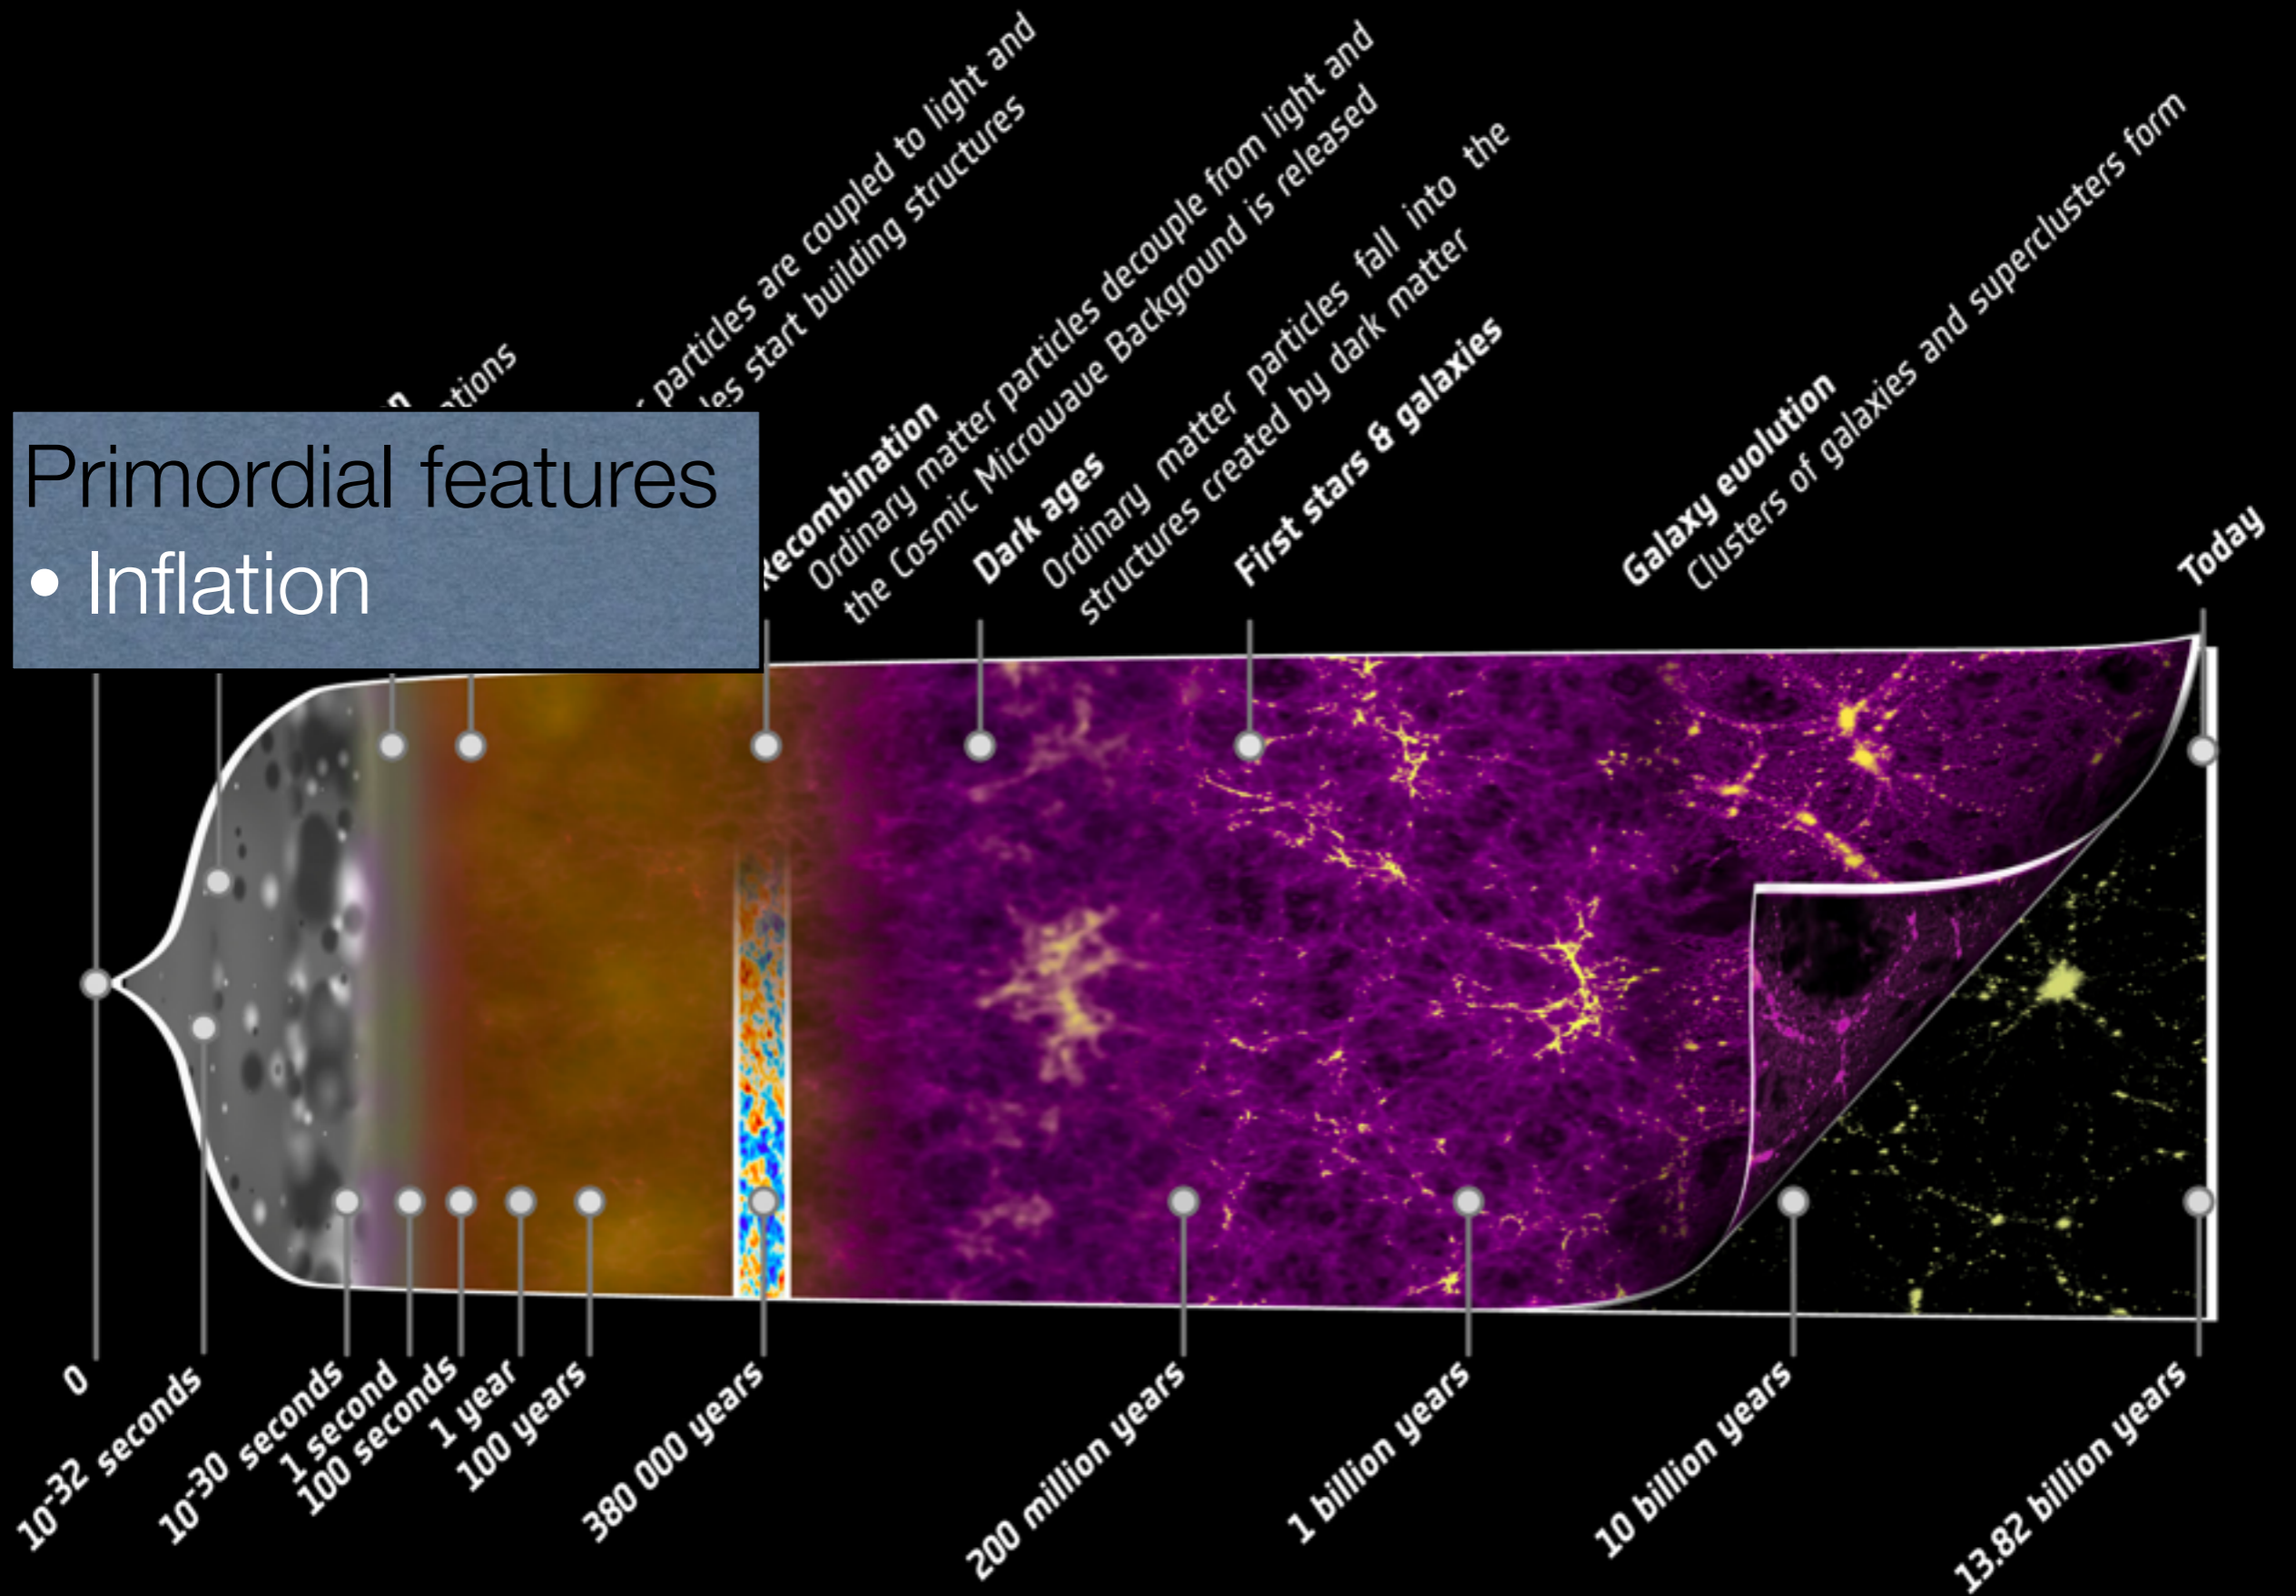 particles are coupled to light and
start building structures
Primordial features
• Inflation
Recombination
Ordinary matter particles decouple from light and
the Cosmic Microwave Background is released
Dark ages
Ordinary matter particles fall into the
structures created by dark matter
First stars & galaxies
Galaxy evolution
Clusters of galaxies and superclusters form
Today
0
10-32 seconds
10-30 seconds
1 second
100 seconds
1 year
100 years
380 000 years
200 million years
1 billion years
10 billion years
13.82 billion years